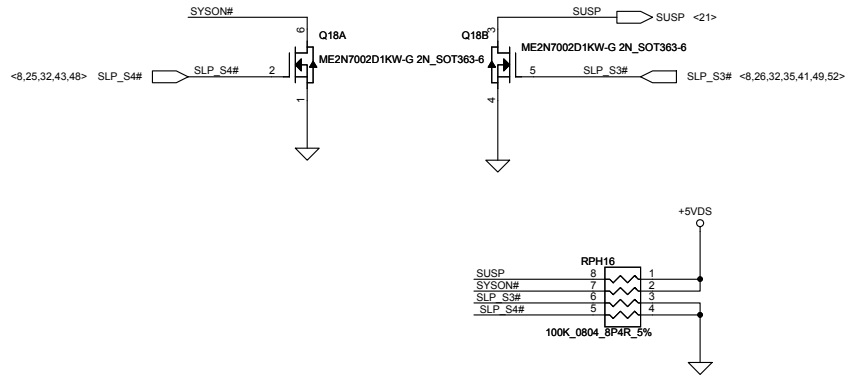 SYSON#
SUSP
SUSP <21>
6
3
Q18A
Q18B
ME2N7002D1KW-G 2N_SOT363-6
ME2N7002D1KW-G 2N_SOT363-6
<8,25,32,43,48> SLP_S4#
SLP_S4#
2
5
SLP_S3#
SLP_S3# <8,26,32,35,41,49,52>
1
4
+5VDS
RPH16
SUSP 8 1
SYSON# 7 2
SLP_S3# 6 3
SLP_S4# 5 4
100K_0804_8P4R_5%